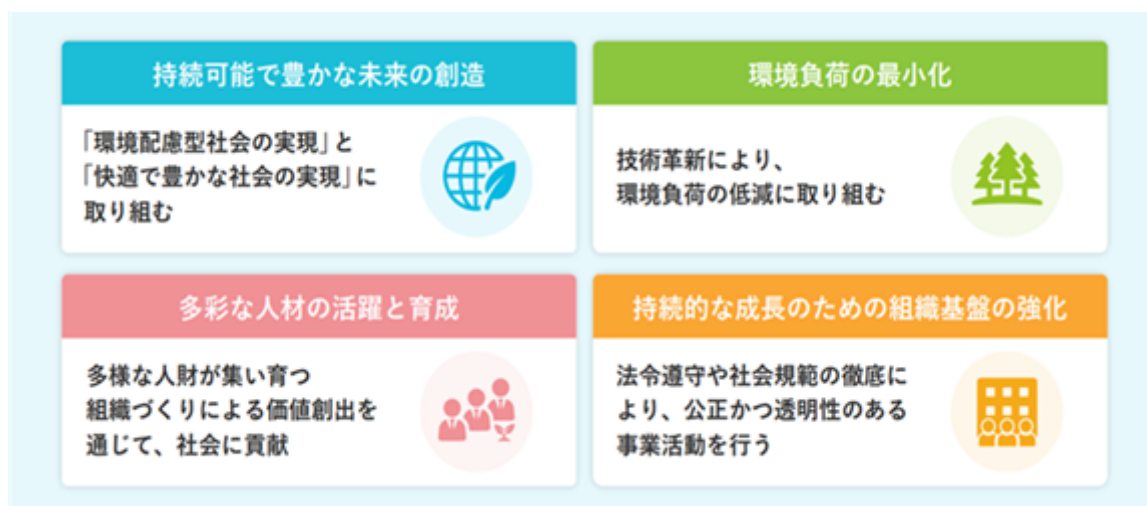 持続可能で豊かな未来の創造
「環境配慮型社会の実現」と
「快適で豊かな社会の実現」に
取り組む
環境負荷の最小化
技術革新により、
環境負荷の低減に取り組む
多彩な人材の活躍と育成
多様な人財が集い育つ
組織づくりによる価値創出を
通じて、社会に貢献
持続的な成長のための組織基盤の強化
法令遵守や社会規範の徹底に
より、公正かつ透明性のある
事業活動を行う